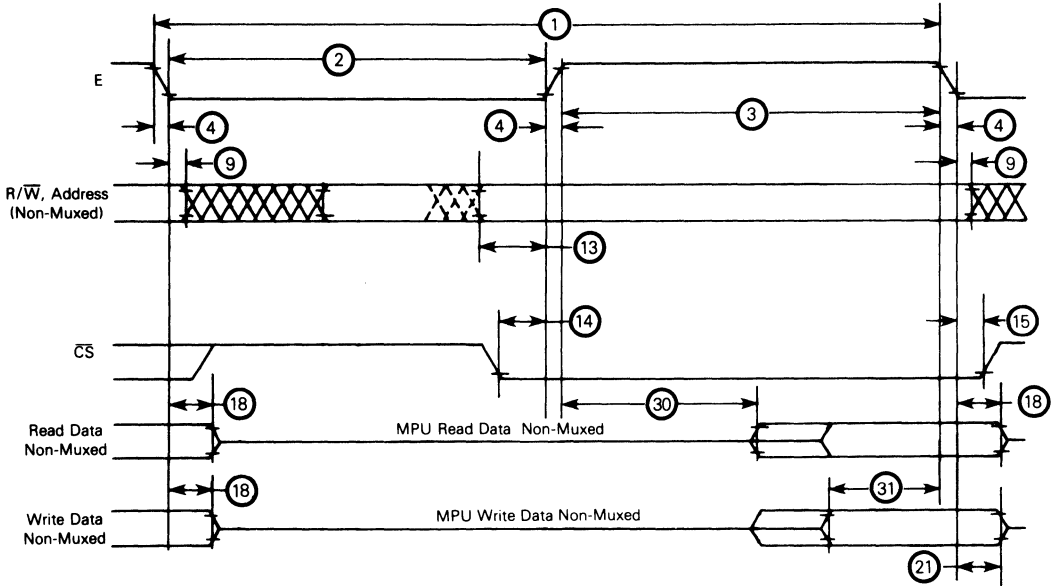 1
2
E
3
4
4
4
9
9
R/W̅, Address
(Non-Muxed)
13
14
15
C̅S̅
18
30
18
Read Data
Non-Muxed
MPU Read Data Non-Muxed
18
31
Write Data
Non-Muxed
MPU Write Data Non-Muxed
21